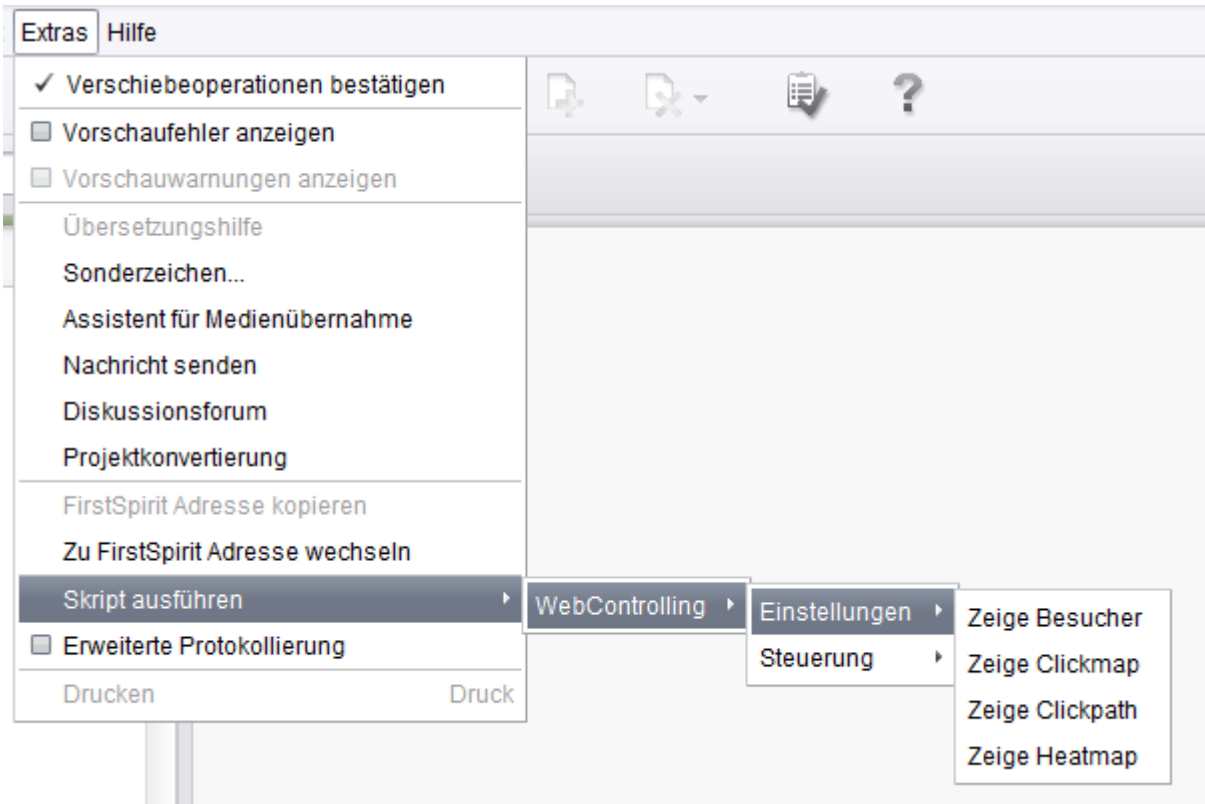 Extras Hilfe
Verschiebeoperationen bestätigen
Vorschaufehler anzeigen
Vorschauwarnungen anzeigen
Übersetzungshilfe
Sonderzeichen...
Assistent für Medienübernahme
Nachricht senden
Diskussionsforum
Projektkonvertierung
FirstSpirit Adresse kopieren
Zu FirstSpirit Adresse wechseln
Skript ausführen
Erweiterte Protokollierung
Drucken Druck
WebControlling
Einstellungen
Steuerung
Zeige Besucher
Zeige Clickmap
Zeige Clickpath
Zeige Heatmap